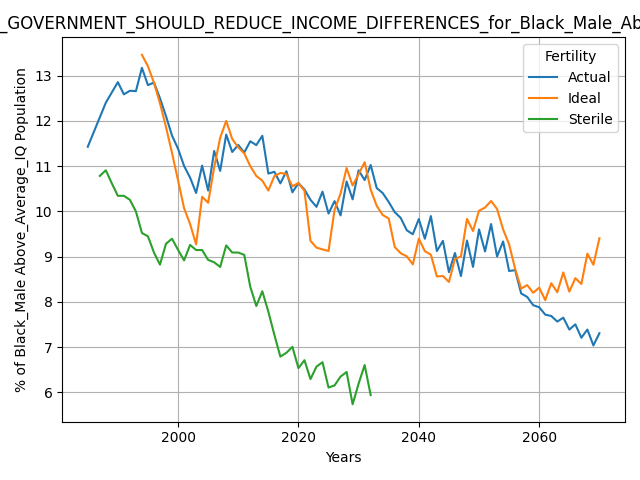 _GOVERNMENT_SHOULD_REDUCE_INCOME_DIFFERENCES_for_Black_Male_Ab
% of Black_Male Above_Average_IQ Population
13
12
11
10
9
8
7
6
Fertility
Actual
Ideal
Sterile
2000 2020 2040 2060
Years